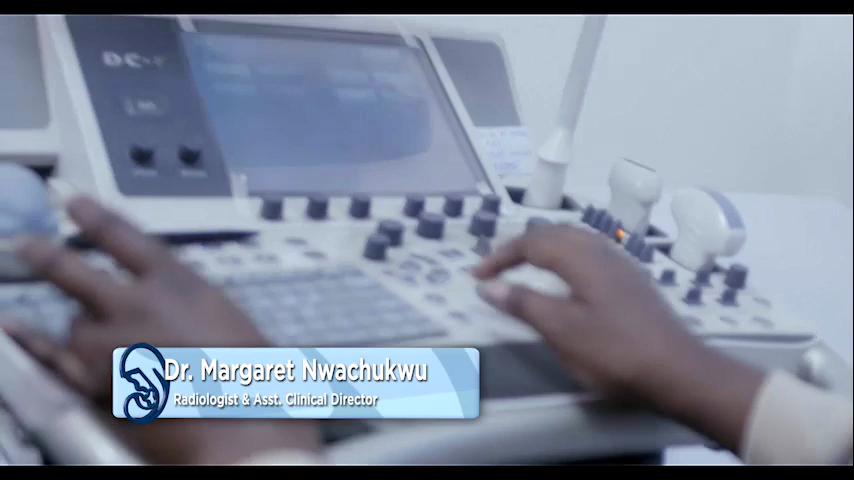 Dr. Margaret Nwachukwu
Radiologist & Asst. Clinical Director